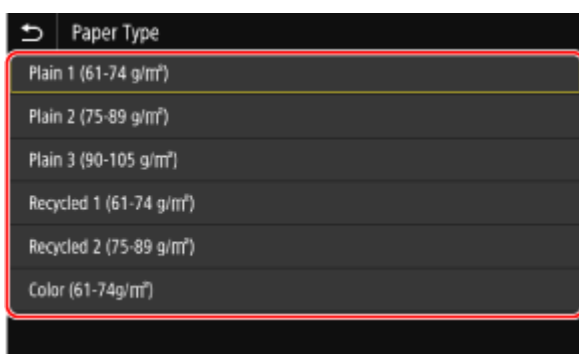 Paper Type
Plain 1 (61-74 g/m²)
Plain 2 (75-89 g/m²)
Plain 3 (90-105 g/m²)
Recycled 1 (61-74 g/m²)
Recycled 2 (75-89 g/m²)
Color (61-74g/m²)